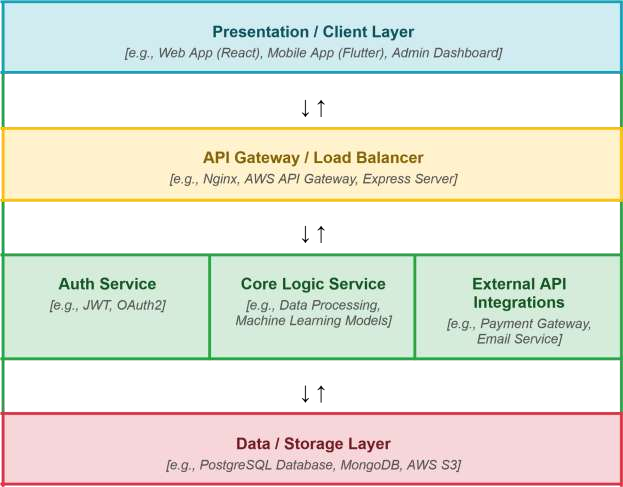 Presentation / Client Layer
[e.g., Web App (React), Mobile App (Flutter), Admin Dashboard]
↓↑
API Gateway / Load Balancer
[e.g., Nginx, AWS API Gateway, Express Server]
↓↑
Auth Service
[e.g., JWT, OAuth2]
Core Logic Service
[e.g., Data Processing,
Machine Learning Models]
External API
Integrations
[e.g., Payment Gateway,
Email Service]
↓↑
Data / Storage Layer
[e.g., PostgreSQL Database, MongoDB, AWS S3]